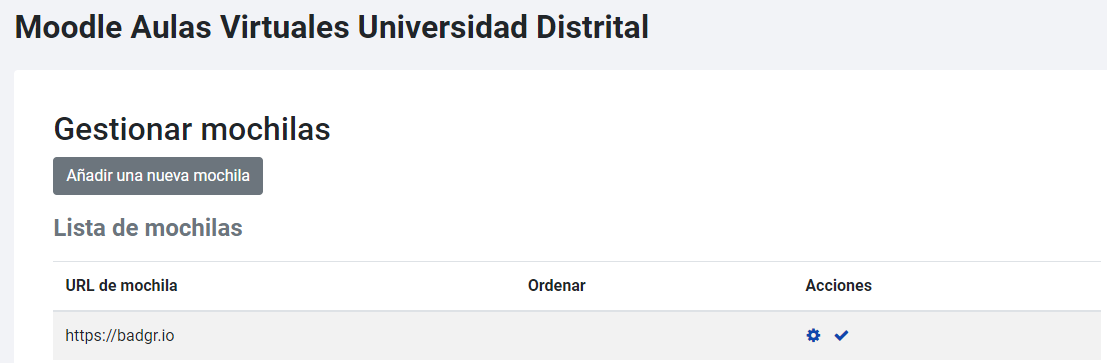 Moodle Aulas Virtuales Universidad Distrital
Gestionar mochilas
Añadir una nueva mochila
Lista de mochilas
URL de mochila Ordenar Acciones
https://badgr.io